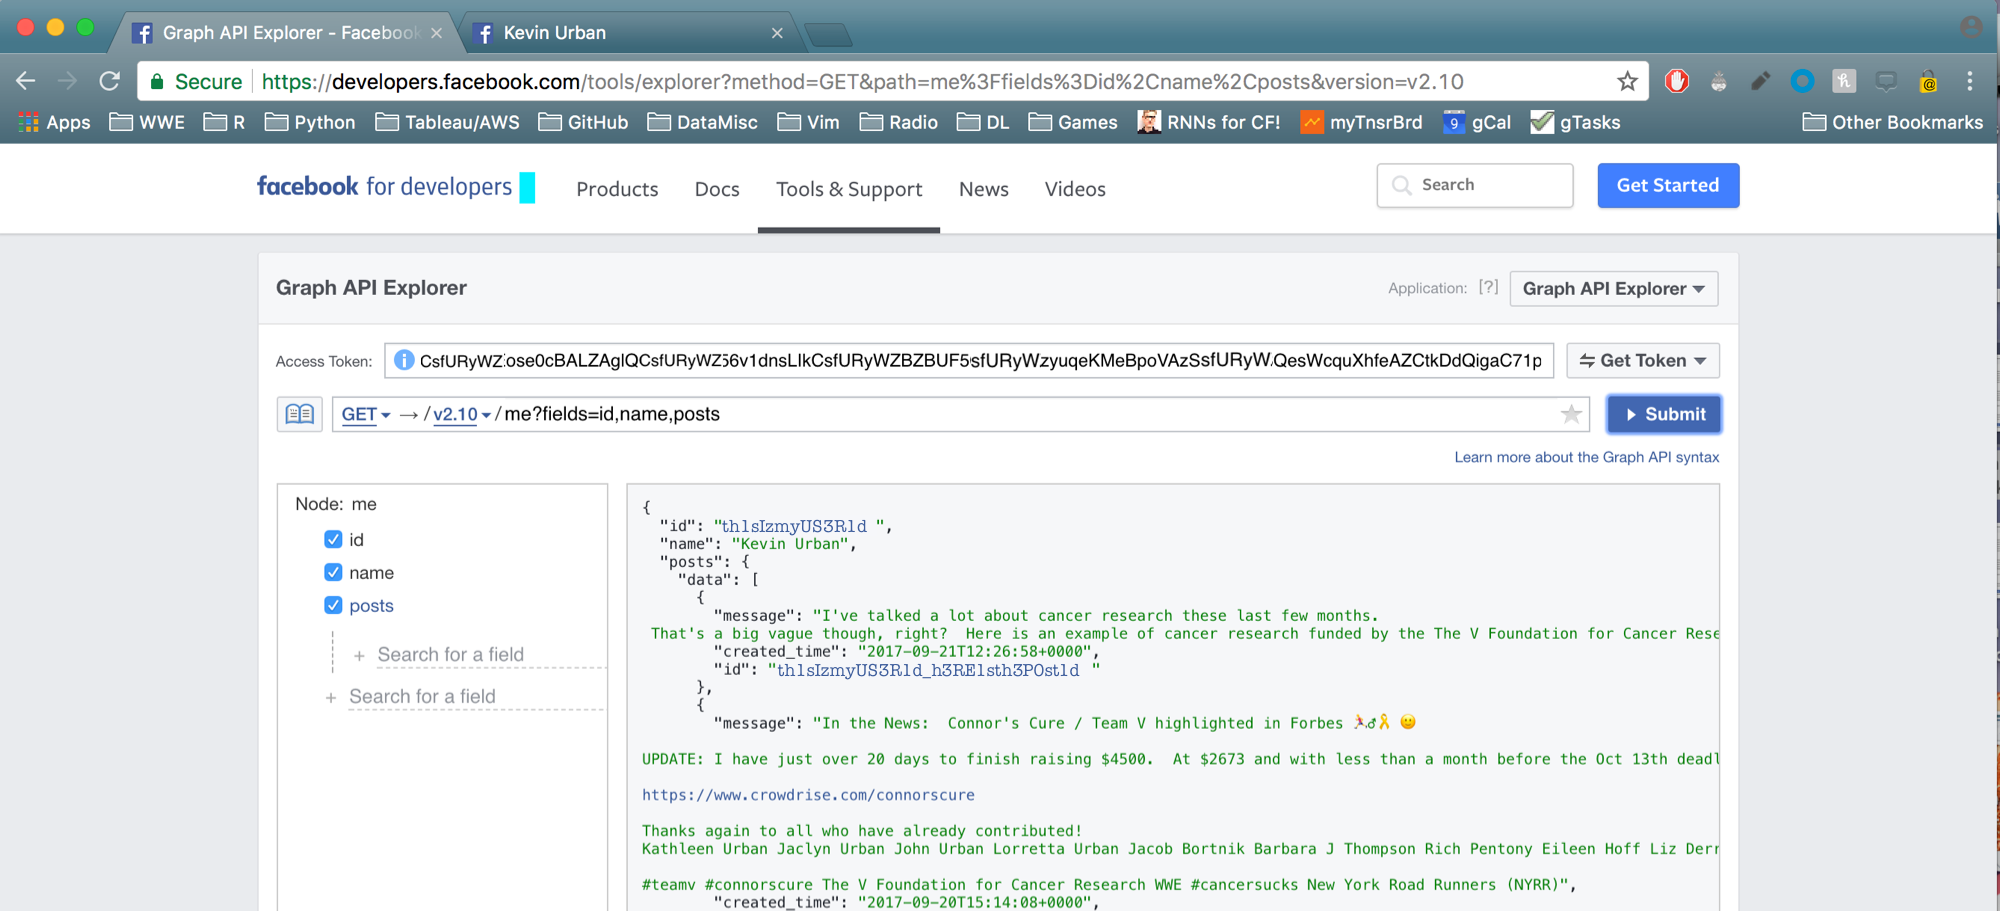 Graph API Explorer - Facebook
Kevin Urban
Secure https://developers.facebook.com/tools/explorer?method=GET&path=me%3Ffields%3Did%2Cname%2Cposts&version=v2.10
Apps WWE R Python Tableau/AWS GitHub DataMisc Vim Radio DL Games RNNs for CF! myTnsrBrd 9 gCal gTasks Other Bookmarks
facebook for developers Products Docs Tools & Support News Videos Search Get Started
Graph API Explorer Application: [?] Graph API Explorer
Access Token: CsfURyWZ ose0cBALZAglQCsfURyWZ56v1dnsLlkCsfURyWZBZBUF5 sfURyWzyuqeKMeBpoVAzSsfURyW QesWcquXhfeAZCtkDdQigaC71p Get Token
GET → / v2.10 / me?fields=id,name,posts Submit
Learn more about the Graph API syntax
Node: me
id
name
posts
+ Search for a field
+ Search for a field
{
"id": "th1sIzmyUS3R1d ",
"name": "Kevin Urban",
"posts": {
"data": [
{
"message": "I've talked a lot about cancer research these last few months.
That's a big vague though, right?  Here is an example of cancer research funded by the The V Foundation for Cancer Rese
"created_time": "2017-09-21T12:26:58+0000",
"id": "th1sIzmyUS3R1d_h3RE1sth3P0st1d "
},
{
"message": "In the News:  Connor's Cure / Team V highlighted in Forbes 🏃♂🎗 🙂
UPDATE: I have just over 20 days to finish raising $4500.  At $2673 and with less than a month before the Oct 13th deadl
https://www.crowdrise.com/connorscure
Thanks again to all who have already contributed!
Kathleen Urban Jaclyn Urban John Urban Lorretta Urban Jacob Bortnik Barbara J Thompson Rich Pentony Eileen Hoff Liz Derr
#teamv #connorscure The V Foundation for Cancer Research WWE #cancersucks New York Road Runners (NYRR)",
"created_time": "2017-09-20T15:14:08+0000",